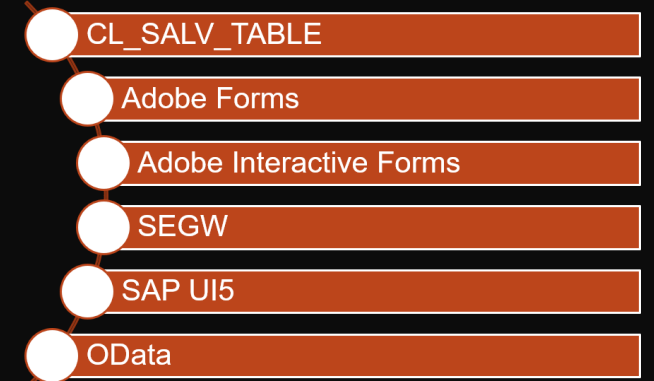 CL_SALV_TABLE
Adobe Forms
Adobe Interactive Forms
SEGW
SAP UI5
OData